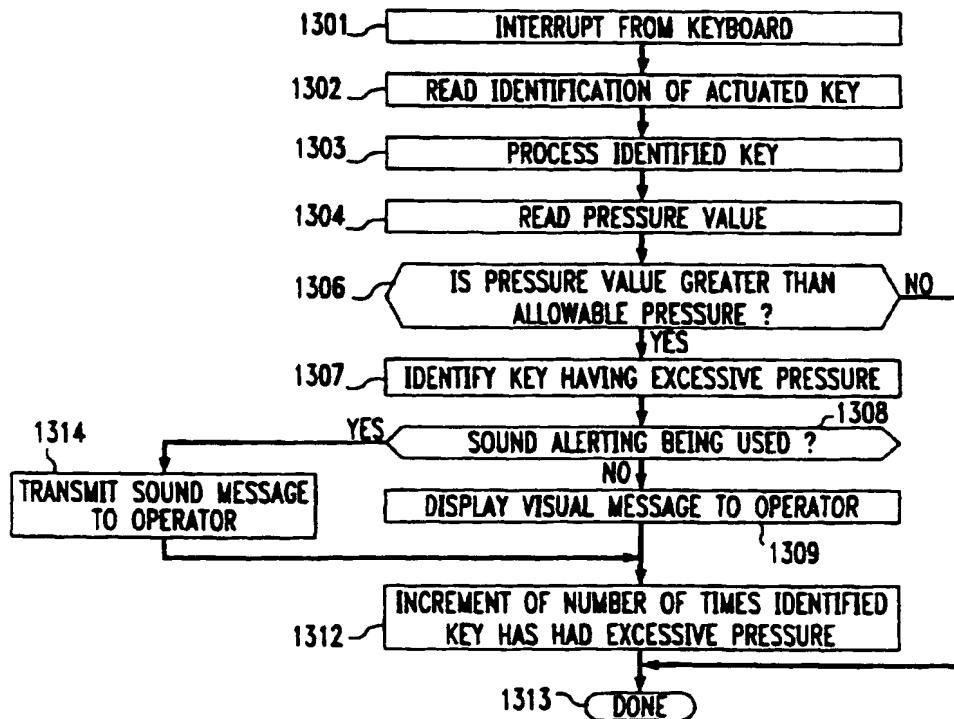 1301 INTERRUPT FROM KEYBOARD
1302 READ IDENTIFICATION OF ACTUATED KEY
1303 PROCESS IDENTIFIED KEY
1304 READ PRESSURE VALUE
1306 IS PRESSURE VALUE GREATER THAN
ALLOWABLE PRESSURE ?
NO
YES
1307 IDENTIFY KEY HAVING EXCESSIVE PRESSURE
1308
SOUND ALERTING BEING USED ?
YES
NO
1314
TRANSMIT SOUND MESSAGE
TO OPERATOR
DISPLAY VISUAL MESSAGE TO OPERATOR
1309
1312 INCREMENT OF NUMBER OF TIMES IDENTIFIED
KEY HAS HAD EXCESSIVE PRESSURE
1313 DONE